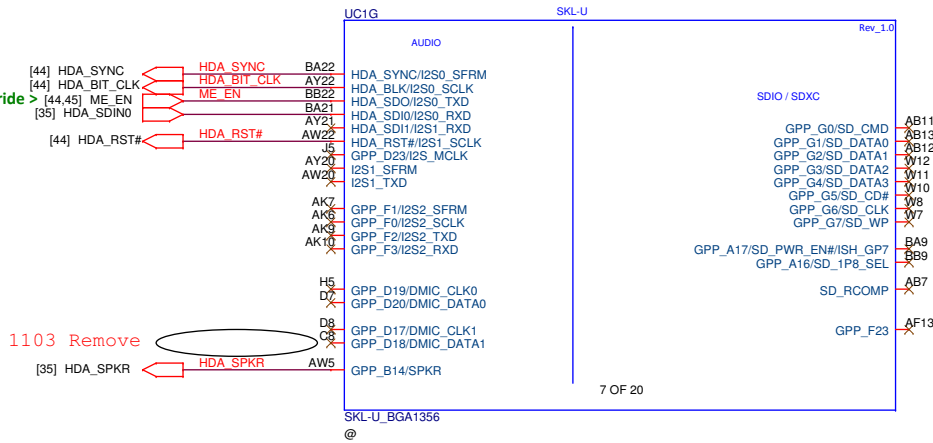 UC1G SKL-U
Rev_1.0
AUDIO
SDIO / SDXC
[44] HDA_SYNC HDA_SYNC BA22 HDA_SYNC/I2S0_SFRM
[44] HDA_BIT_CLK HDA_BIT_CLK AY22 HDA_BLK/I2S0_SCLK
ride > [44,45] ME_EN ME_EN BB22 HDA_SDO/I2S0_TXD
[35] HDA_SDIN0 BA21 HDA_SDI0/I2S0_RXD
AY21 HDA_SDI1/I2S1_RXD
[44] HDA_RST# HDA_RST# AW22 HDA_RST#/I2S1_SCLK
J5 GPP_D23/I2S_MCLK
AY20 I2S1_SFRM
AW20 I2S1_TXD
AK7 GPP_F1/I2S2_SFRM
AK6 GPP_F0/I2S2_SCLK
AK9 GPP_F2/I2S2_TXD
AK10 GPP_F3/I2S2_RXD
H5 GPP_D19/DMIC_CLK0
D7 GPP_D20/DMIC_DATA0
D8 GPP_D17/DMIC_CLK1
1103 Remove C8 GPP_D18/DMIC_DATA1
[35] HDA_SPKR HDA_SPKR AW5 GPP_B14/SPKR
GPP_G0/SD_CMD AB11
GPP_G1/SD_DATA0 AB13
GPP_G2/SD_DATA1 AB12
GPP_G3/SD_DATA2 W12
GPP_G4/SD_DATA3 W11
GPP_G5/SD_CD# W10
GPP_G6/SD_CLK W8
GPP_G7/SD_WP W7
GPP_A17/SD_PWR_EN#/ISH_GP7 BA9
GPP_A16/SD_1P8_SEL BB9
SD_RCOMP AB7
GPP_F23 AF13
7 OF 20
SKL-U_BGA1356
@